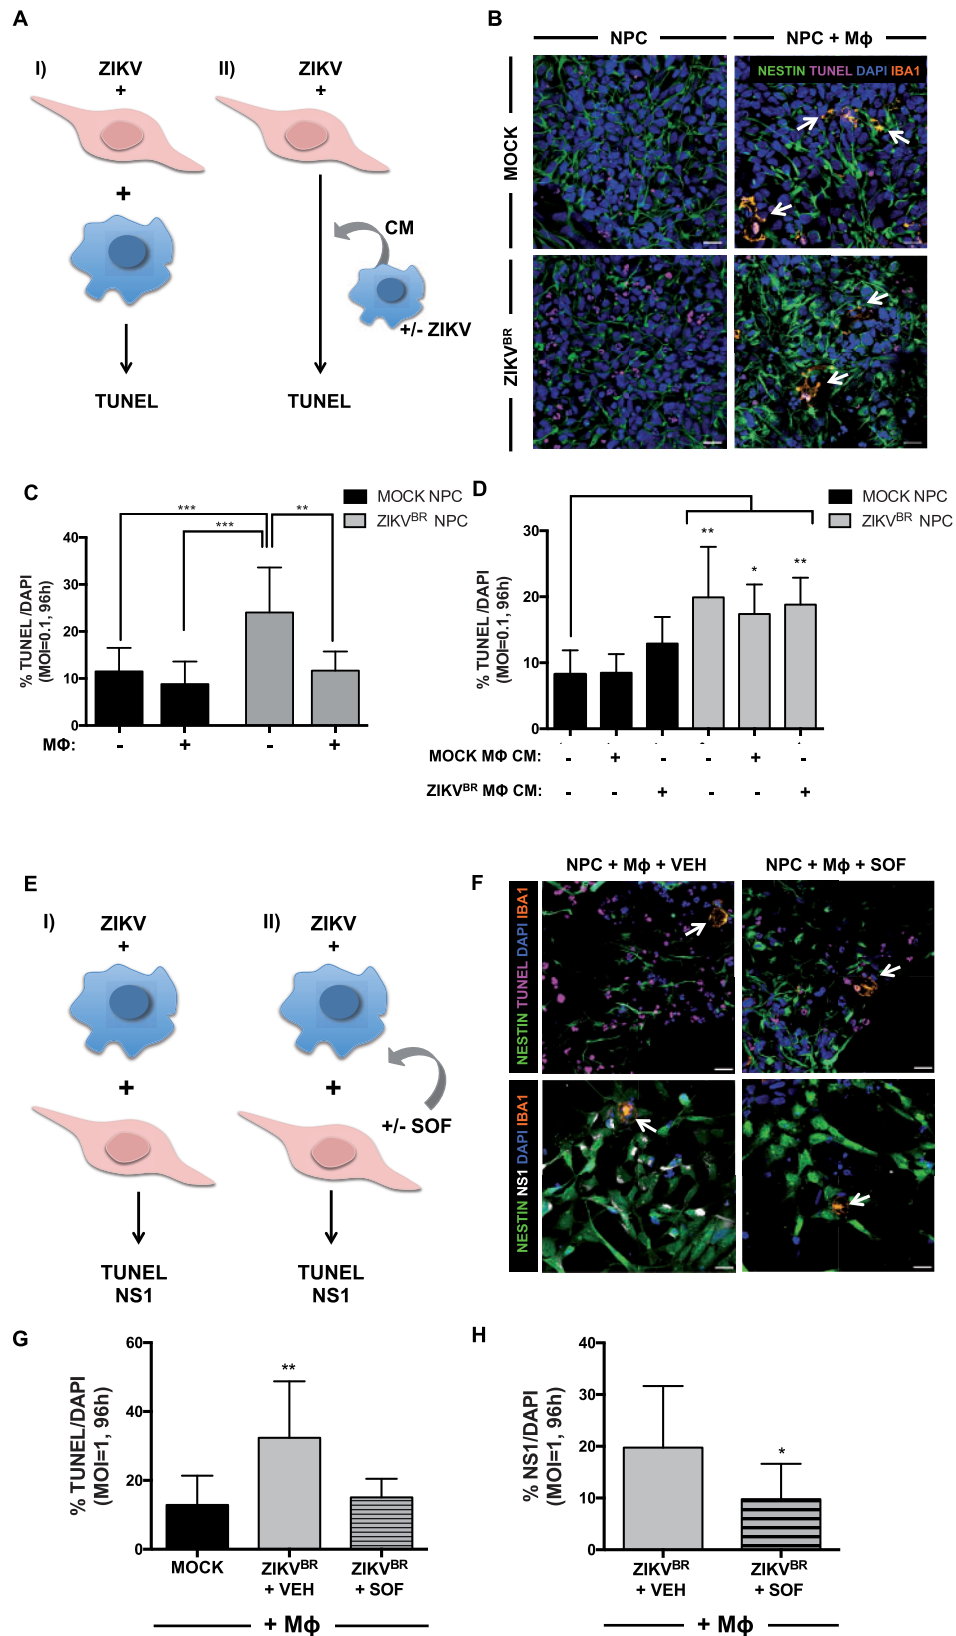 A
I)
ZIKV
+
+
TUNEL
II)
ZIKV
+
CM
+/- ZIKV
TUNEL
B
NPC
NPC + Mϕ
MOCK
ZIKVBR
NESTIN TUNEL DAPI IBA1
C
MOCK NPC
ZIKVBR NPC
% TUNEL /DAPI
(MOI=0.1, 96h)
40
30
20
10
0
***
***
**
MΦ: - + - +
D
MOCK NPC
ZIKVBR NPC
% TUNEL/DAPI
(MOI=0.1, 96h)
30
20
10
0
** * **
MOCK MΦ CM: - + - - + -
ZIKVBR MΦ CM: - - + - - +
E
I)
ZIKV
+
+
TUNEL
NS1
II)
ZIKV
+
+
+/- SOF
TUNEL
NS1
F
NPC + Mϕ + VEH
NPC + Mϕ + SOF
NESTIN TUNEL DAPI IBA1
NESTIN NS1 DAPI IBA1
G
% TUNEL/DAPI
(MOI=1, 96h)
60
40
20
0
**
MOCK
ZIKVBR
+ VEH
ZIKVBR
+ SOF
+ Mϕ
H
% NS1/DAPI
(MOI=1, 96h)
40
30
20
10
0
*
ZIKVBR
+ VEH
ZIKVBR
+ SOF
+ Mϕ